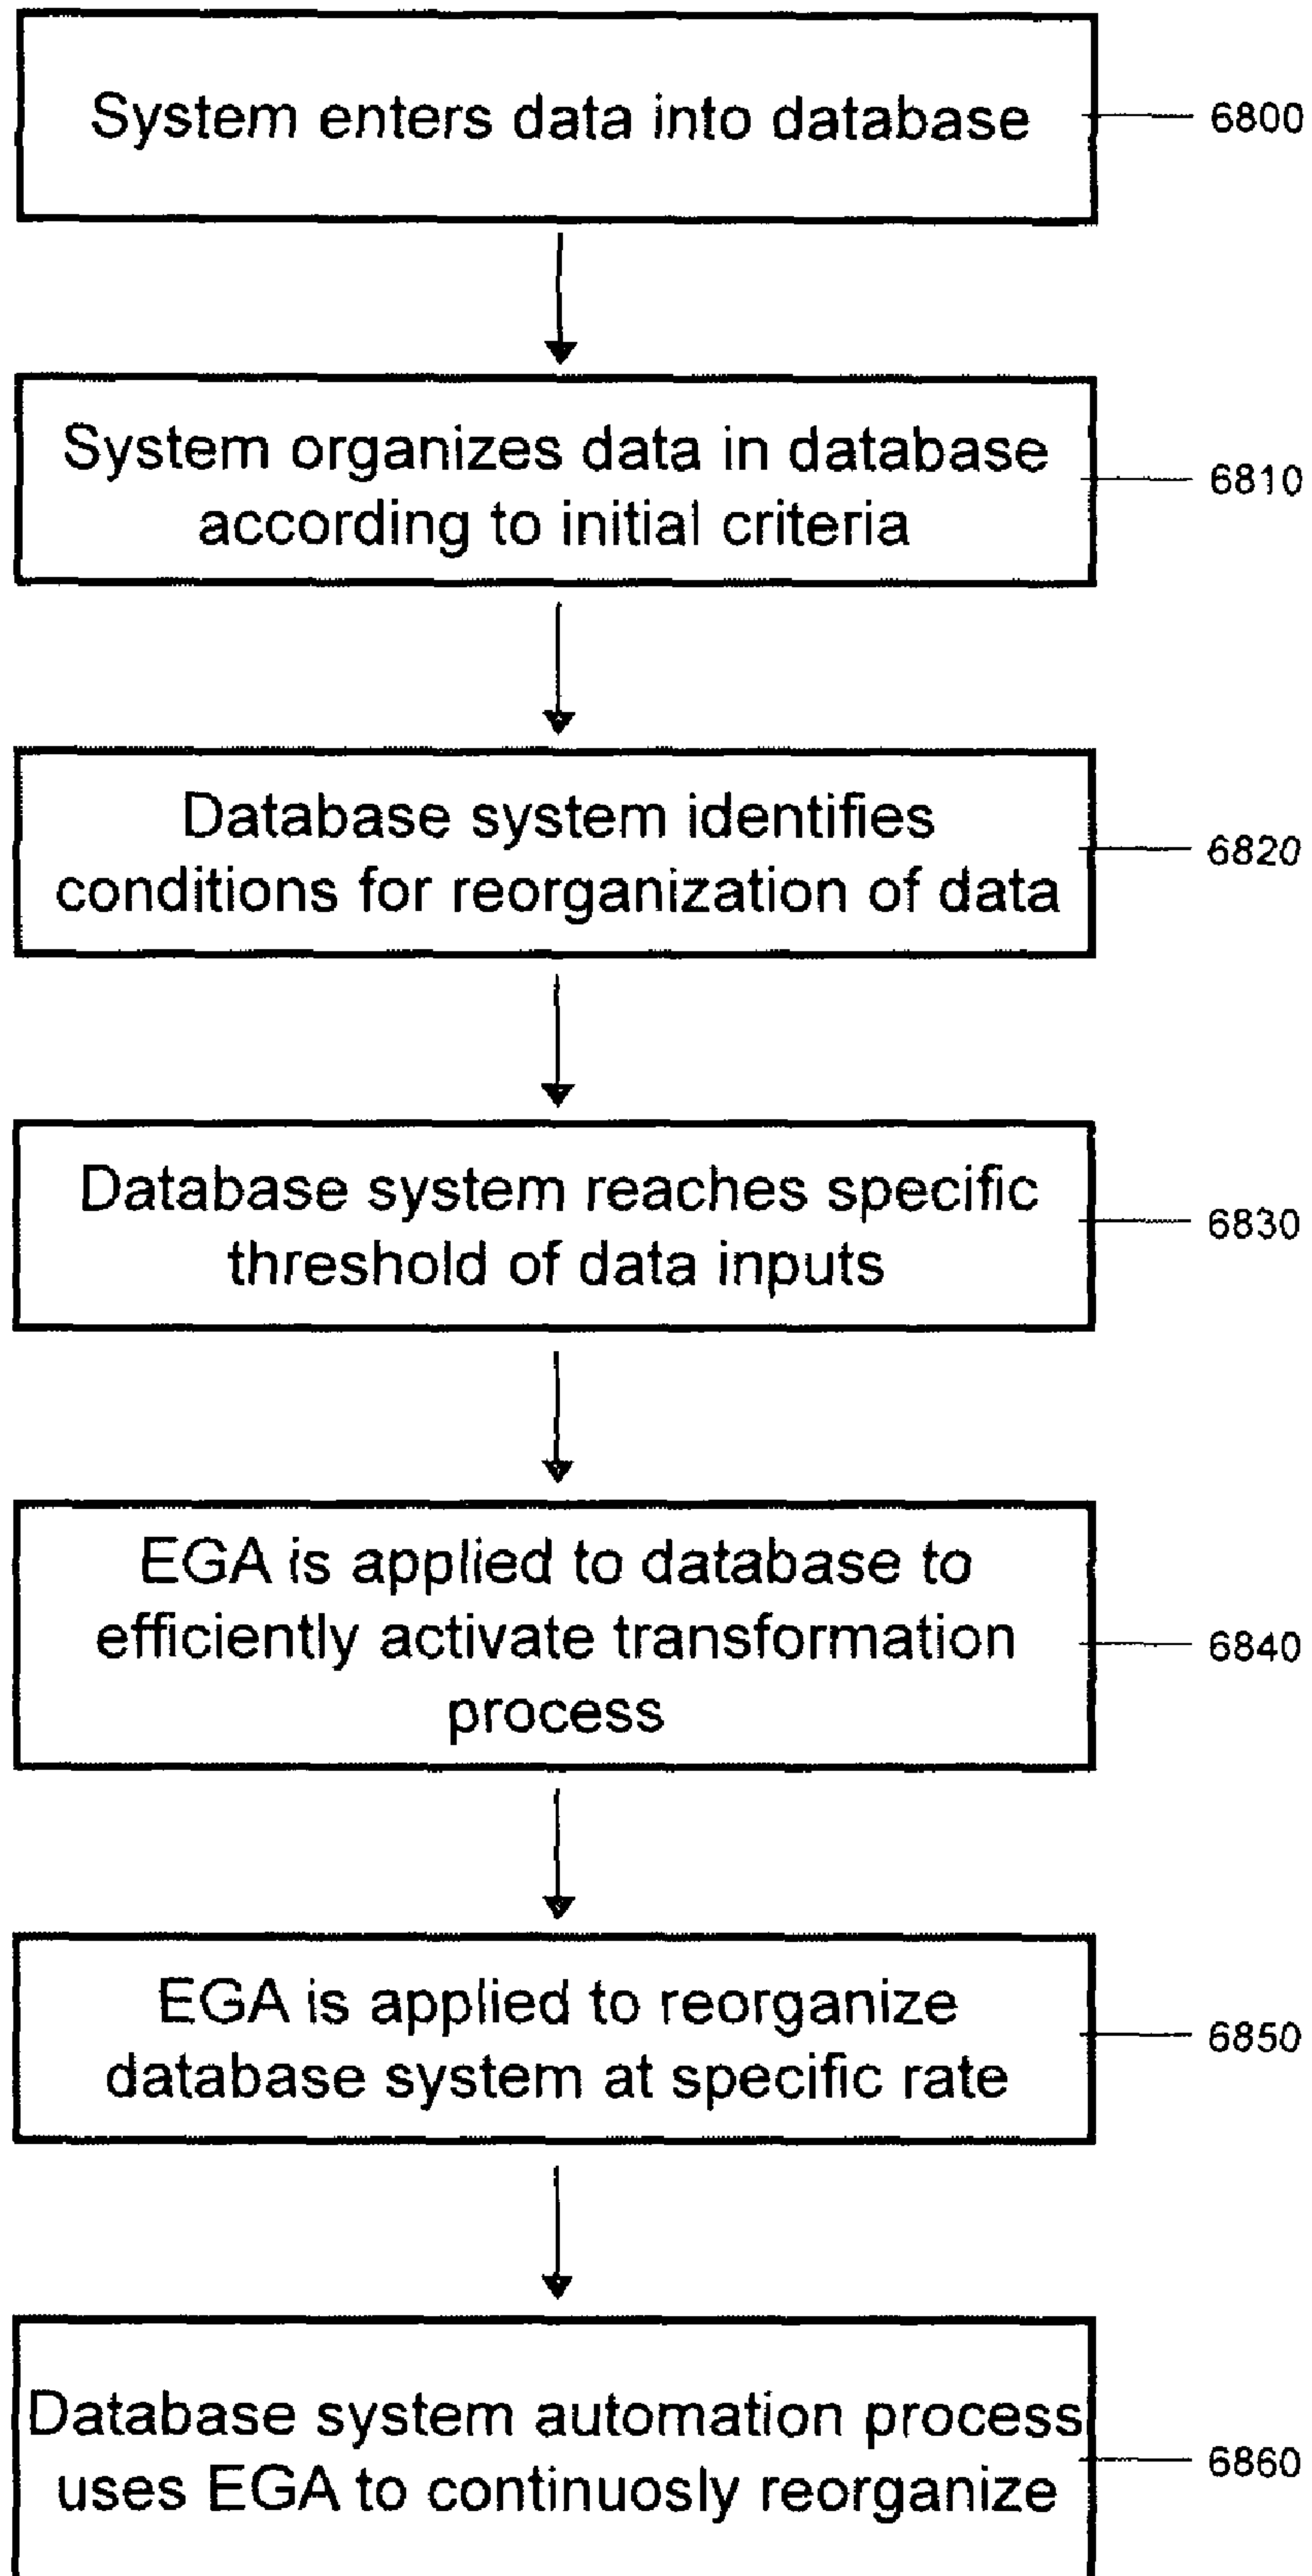 System enters data into database
6800
System organizes data in database
according to initial criteria
6810
Database system identifies
conditions for reorganization of data
6820
Database system reaches specific
threshold of data inputs
6830
EGA is applied to database to
efficiently activate transformation
process
6840
EGA is applied to reorganize
database system at specific rate
6850
Database system automation process
uses EGA to continuosly reorganize
6860